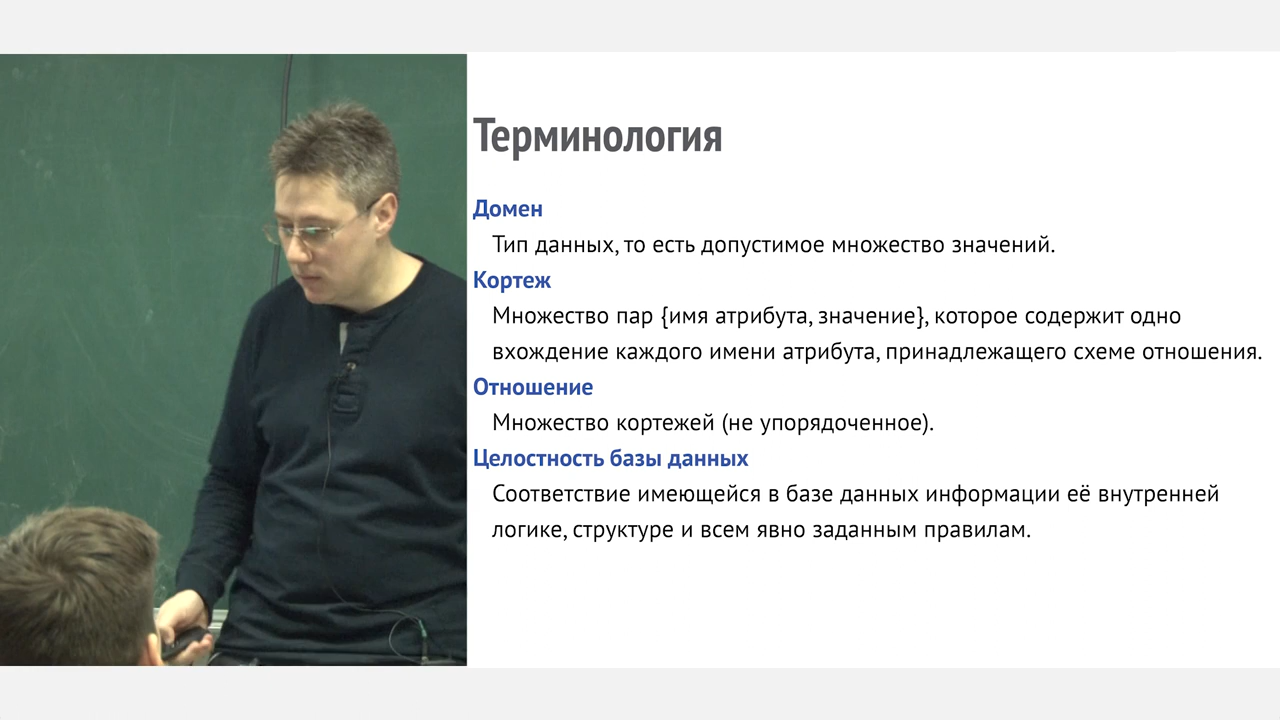 Терминология
Домен
Тип данных, то есть допустимое множество значений.
Кортеж
Множество пар {имя атрибута, значение}, которое содержит одно
вхождение каждого имени атрибута, принадлежащего схеме отношения.
Отношение
Множество кортежей (не упорядоченное).
Целостность базы данных
Соответствие имеющейся в базе данных информации её внутренней
логике, структуре и всем явно заданным правилам.